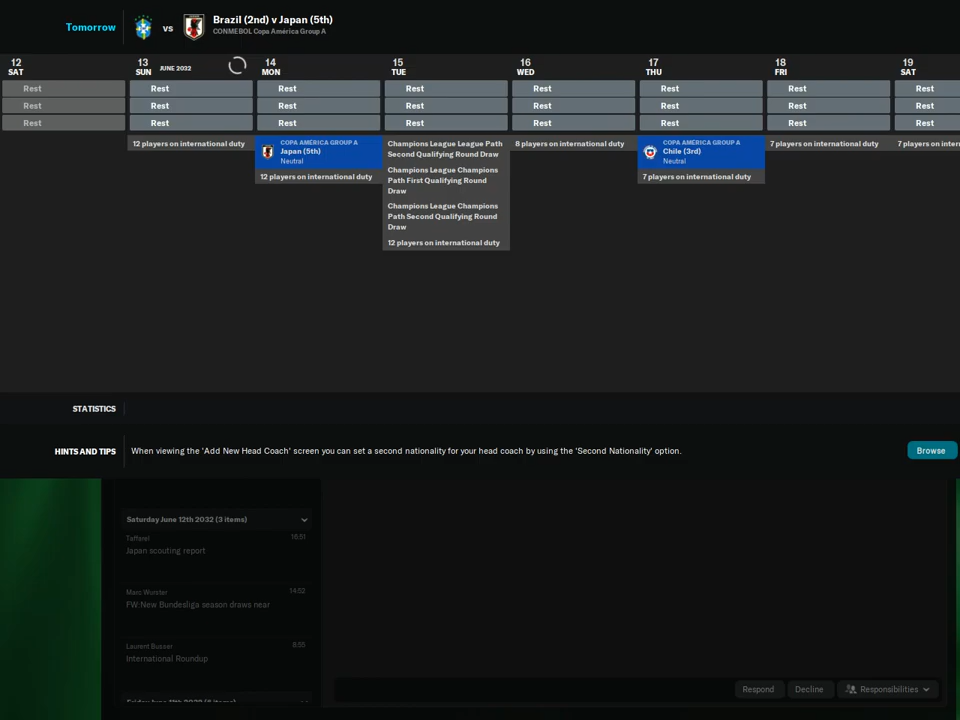 Tomorrow
vs
Brazil (2nd) v Japan (5th)
CONMEBOL Copa América Group A
12
SAT
13
SUN
JUNE 2032
14
MON
15
TUE
16
WED
17
THU
18
FRI
19
SAT
Rest Rest Rest Rest Rest Rest Rest Rest
Rest Rest Rest Rest Rest Rest Rest Rest
Rest Rest Rest Rest Rest Rest Rest Rest
12 players on international duty
COPA AMÉRICA GROUP A
Japan (5th)
Neutral
12 players on international duty
Champions League League Path
Second Qualifying Round Draw
Champions League Champions
Path First Qualifying Round
Draw
Champions League Champions
Path Second Qualifying Round
Draw
12 players on international duty
8 players on international duty
COPA AMÉRICA GROUP A
Chile (3rd)
Neutral
7 players on international duty
7 players on international duty
7 players on intern
STATISTICS
HINTS AND TIPS
When viewing the 'Add New Head Coach' screen you can set a second nationality for your head coach by using the 'Second Nationality' option.
Browse
Saturday June 12th 2032 (3 items)
Taffarel 16:51
Japan scouting report
Marc Wurster 14:52
FW:New Bundesliga season draws near
Laurent Busser 8:55
International Roundup
Respond
Decline
Responsibilities